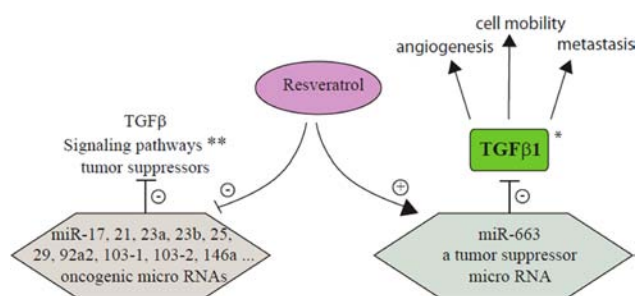 cell mobility
angiogenesis
metastasis
Resveratrol
TGFβ
Signaling pathways **
tumor suppressors
TGFβ1 *
-
-
+
-
miR-17, 21, 23a, 23b, 25,
29, 92a2, 103-1, 103-2, 146a ...
oncogenic micro RNAs
miR-663
a tumor suppressor
micro RNA